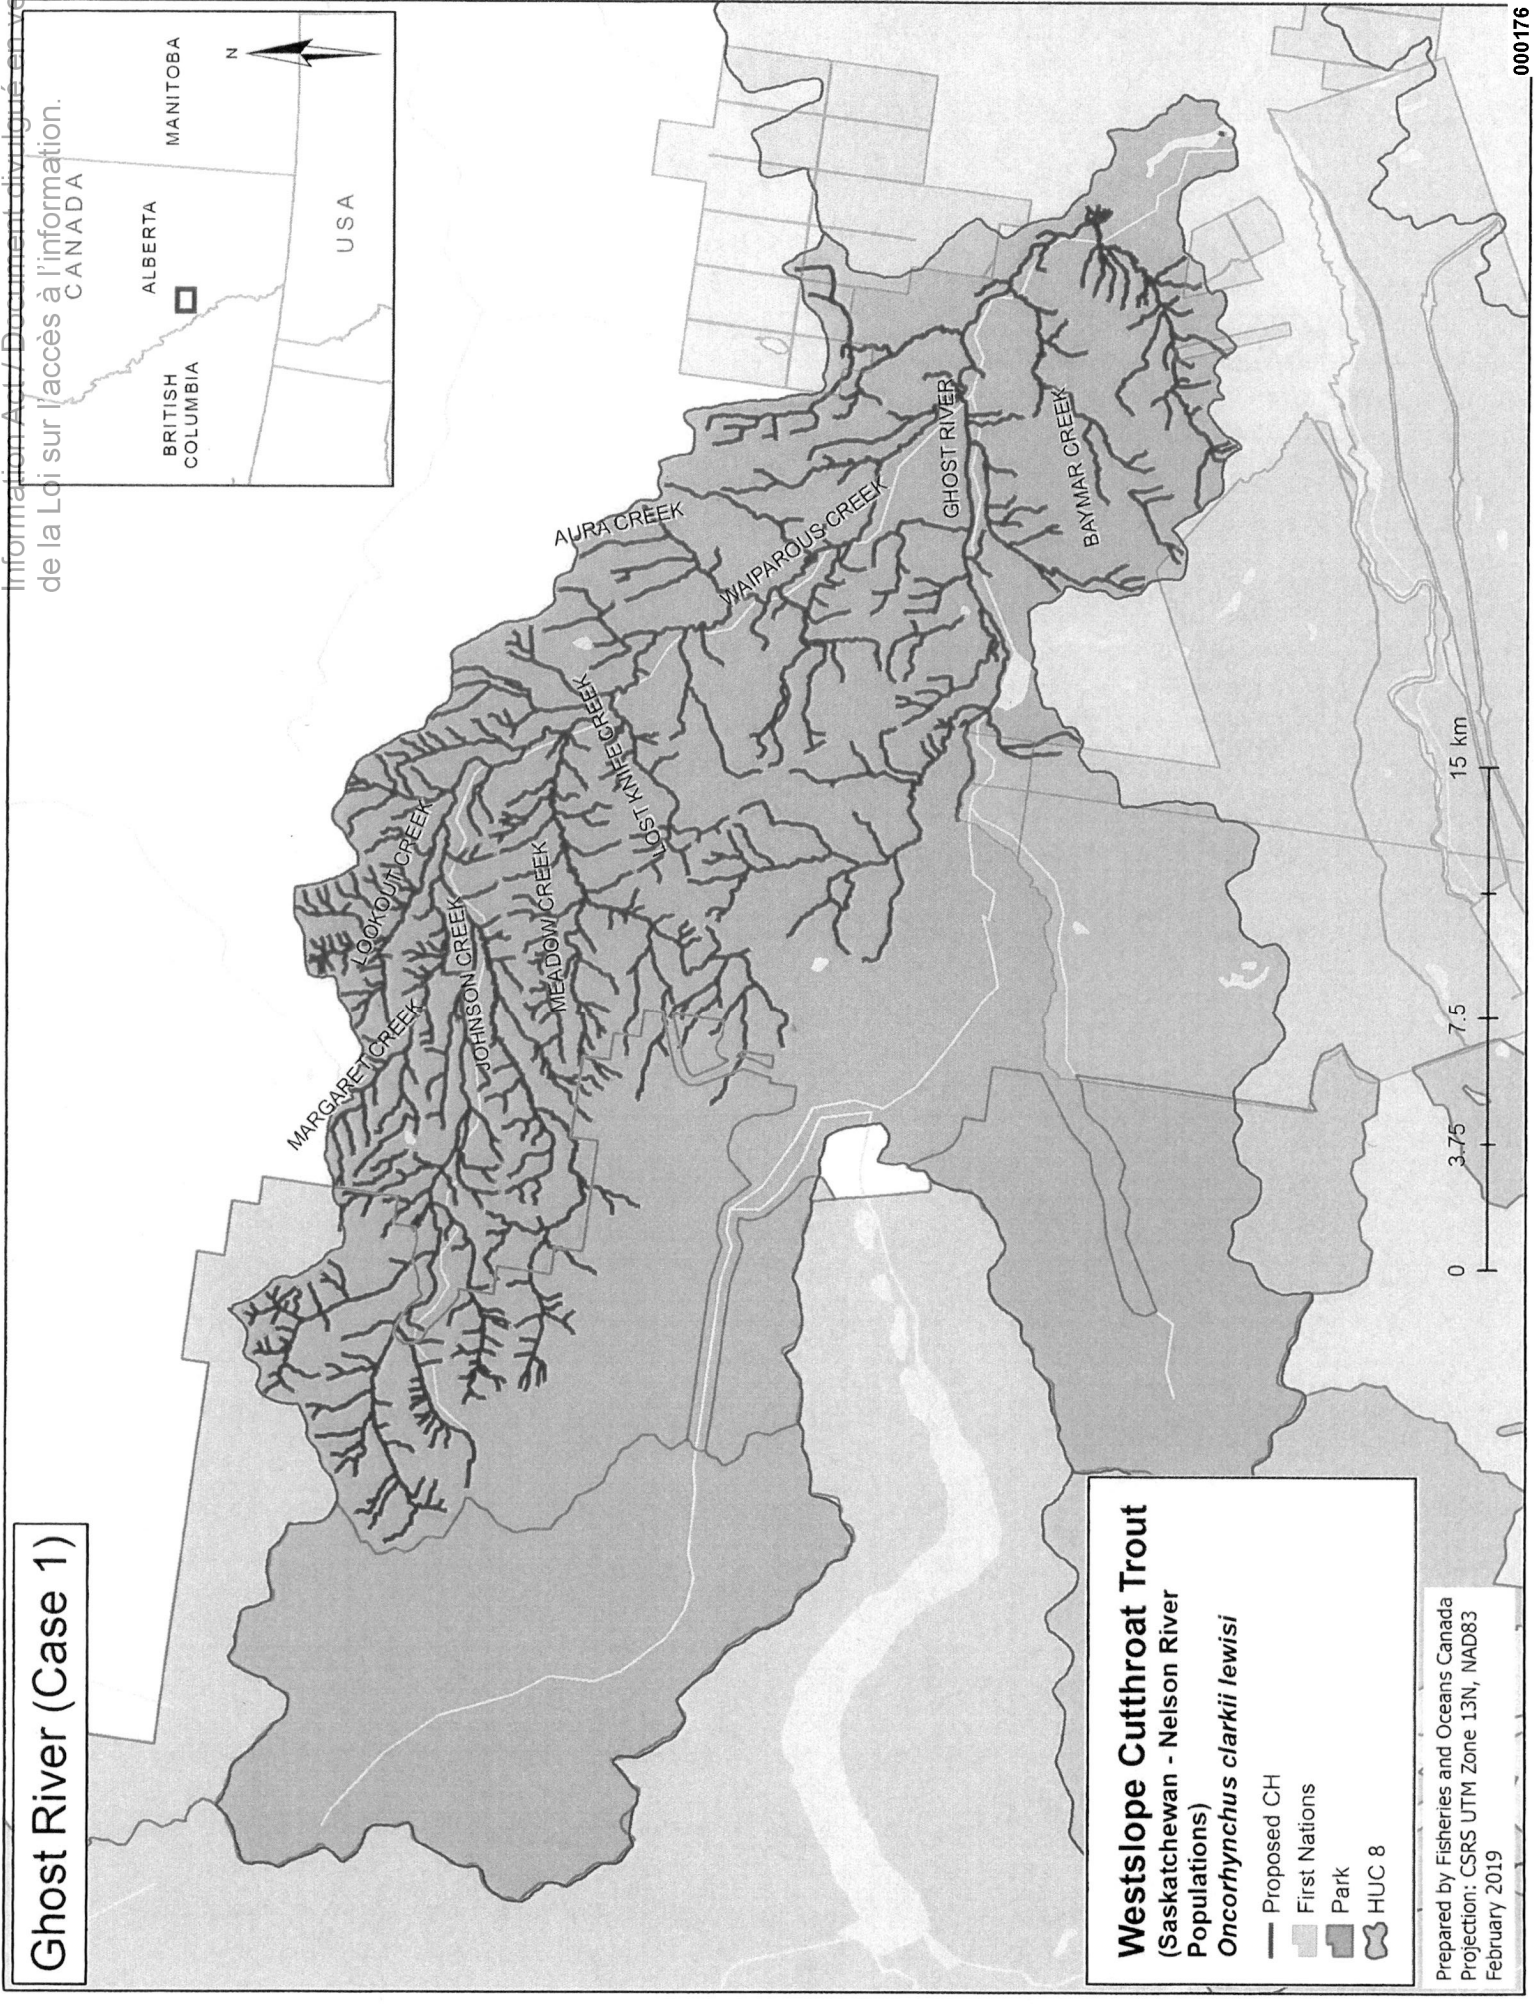 Ghost River (Case 1)
Information Act / Document divulgué en
de la Loi sur l'accès à l'information.
CANADA
BRITISH
COLUMBIA
ALBERTA
MANITOBA
USA
N
MARGARET CREEK
LOOKOUT CREEK
JOHNSON CREEK
MEADOW CREEK
LOST KNIFE CREEK
AURA CREEK
WAIPAROUS CREEK
GHOST RIVER
BAYMAR CREEK
Westslope Cutthroat Trout
(Saskatchewan - Nelson River
Populations)
Oncorhynchus clarkii lewisi
Proposed CH
First Nations
Park
HUC 8
0 3.75 7.5 15 km
Prepared by Fisheries and Oceans Canada
Projection: CSRS UTM Zone 13N, NAD83
February 2019
000176